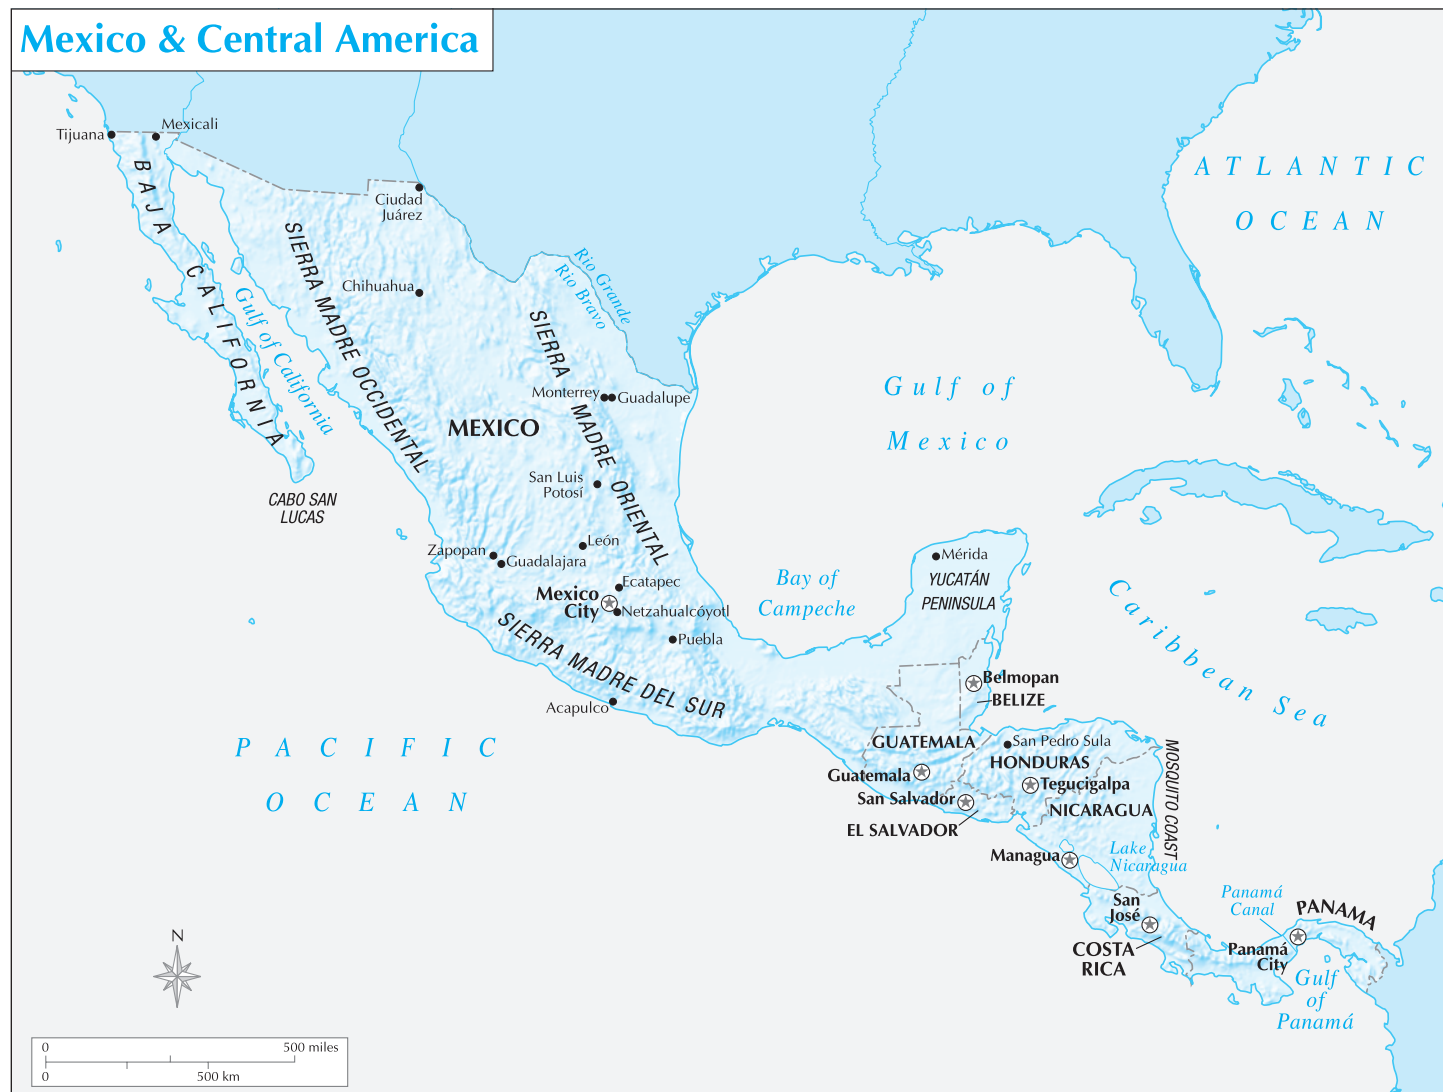 Mexico & Central America
Tijuana
Mexicali
BAJA CALIFORNIA
Ciudad
Juárez
ATLANTIC
OCEAN
SIERRA MADRE OCCIDENTAL
Gulf of California
Chihuahua
Rio Grande
Rio Bravo
SIERRA MADRE ORIENTAL
Monterrey
Guadalupe
MEXICO
Gulf of
Mexico
San Luis
Potosí
CABO SAN
LUCAS
León
Zapopan
Guadalajara
Ecatapec
Mexico
City
Netzahualcóyotl
Puebla
SIERRA MADRE DEL SUR
Acapulco
Bay of
Campeche
Mérida
YUCATÁN
PENINSULA
Caribbean Sea
Belmopan
BELIZE
PACIFIC
OCEAN
GUATEMALA
San Pedro Sula
HONDURAS
Guatemala
Tegucigalpa
San Salvador
NICARAGUA
EL SALVADOR
MOSQUITO COAST
Managua
Lake
Nicaragua
San
José
COSTA
RICA
Panamá
Canal
PANAMA
Panamá
City
Gulf
of
Panamá
N
0
500 miles
0
500 km